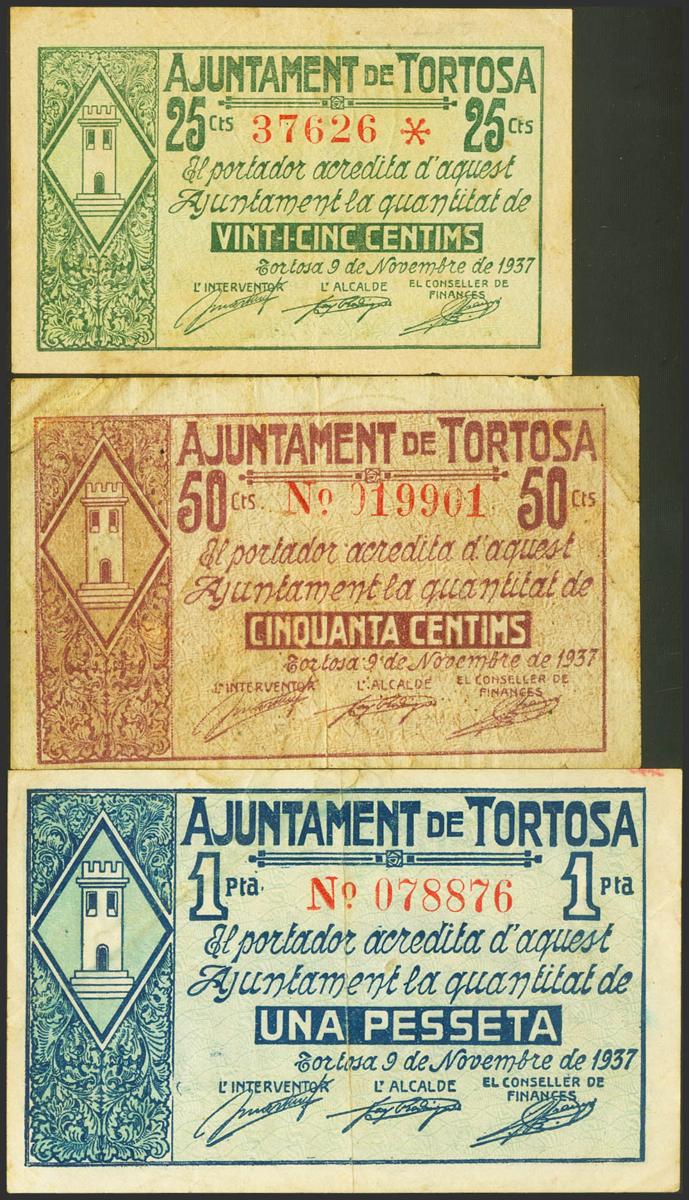 AJUNTAMENT DE TORTOSA
25 Cts 37626 * 25 Cts
El portador acredita d'aquest
Ajuntament la quantitat de
VINT-I-CINC CENTIMS
Tortosa 9 de Novembre de 1937
L'INTERVENTOR L'ALCALDE EL CONSELLER DE FINANCES
AJUNTAMENT DE TORTOSA
50 Cts. Nº 019901 50 Cts
El portador acredita d'aquest
Ajuntament la quantitat de
CINQUANTA CENTIMS
Tortosa 9 de Novembre de 1937
L'INTERVENTOR L'ALCALDE EL CONSELLER DE FINANCES
AJUNTAMENT DE TORTOSA
1 Pta. Nº 078876 1 Pta
El portador acredita d'aquest
Ajuntament la quantitat de
UNA PESSETA
Tortosa 9 de Novembre de 1937
L'INTERVENTOR L'ALCALDE EL CONSELLER DE FINANCES